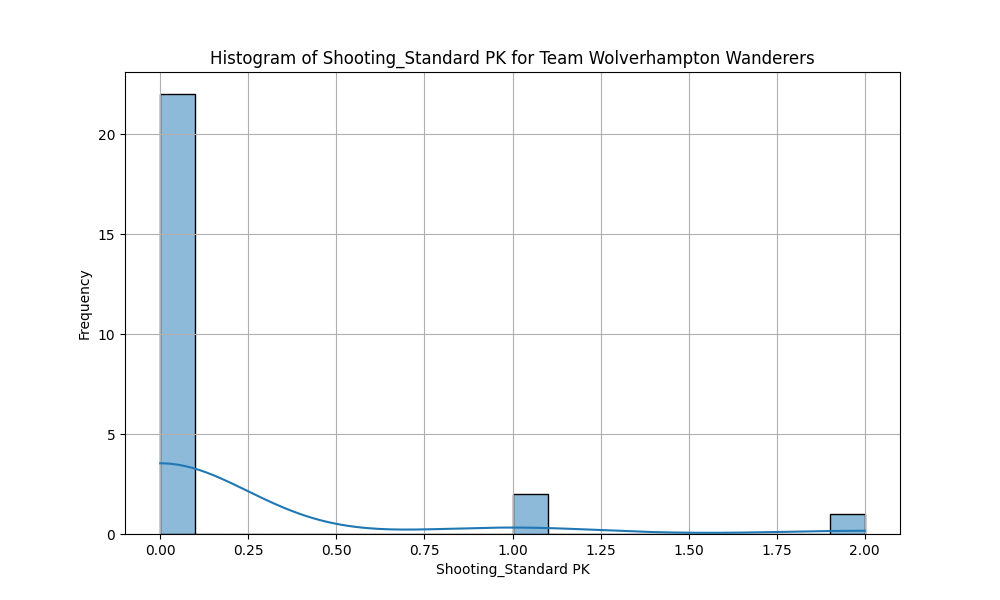 Histogram of Shooting_Standard PK for Team Wolverhampton Wanderers
20
15
10
5
0
Frequency
0.00 0.25 0.50 0.75 1.00 1.25 1.50 1.75 2.00
Shooting_Standard PK